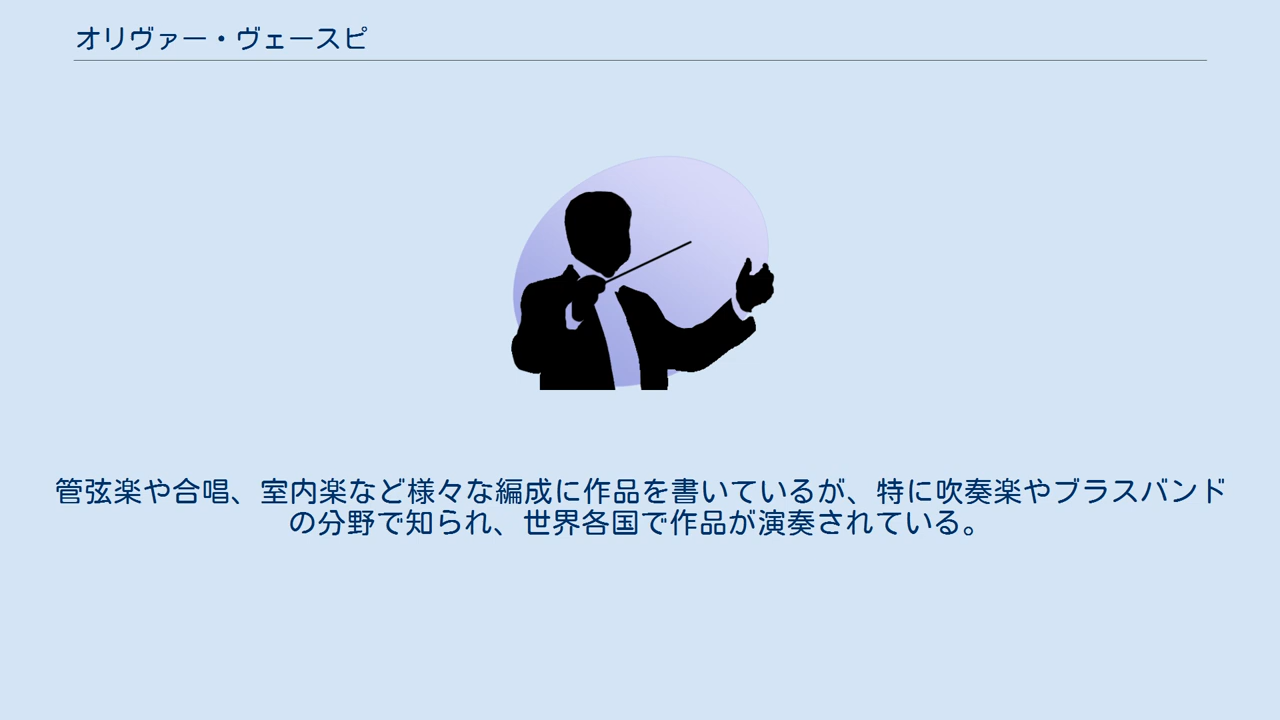 オリヴァー・ヴェースピ
管弦楽や合唱、室内楽など様々な編成に作品を書いているが、特に吹奏楽やブラスバンド
の分野で知られ、世界各国で作品が演奏されている。